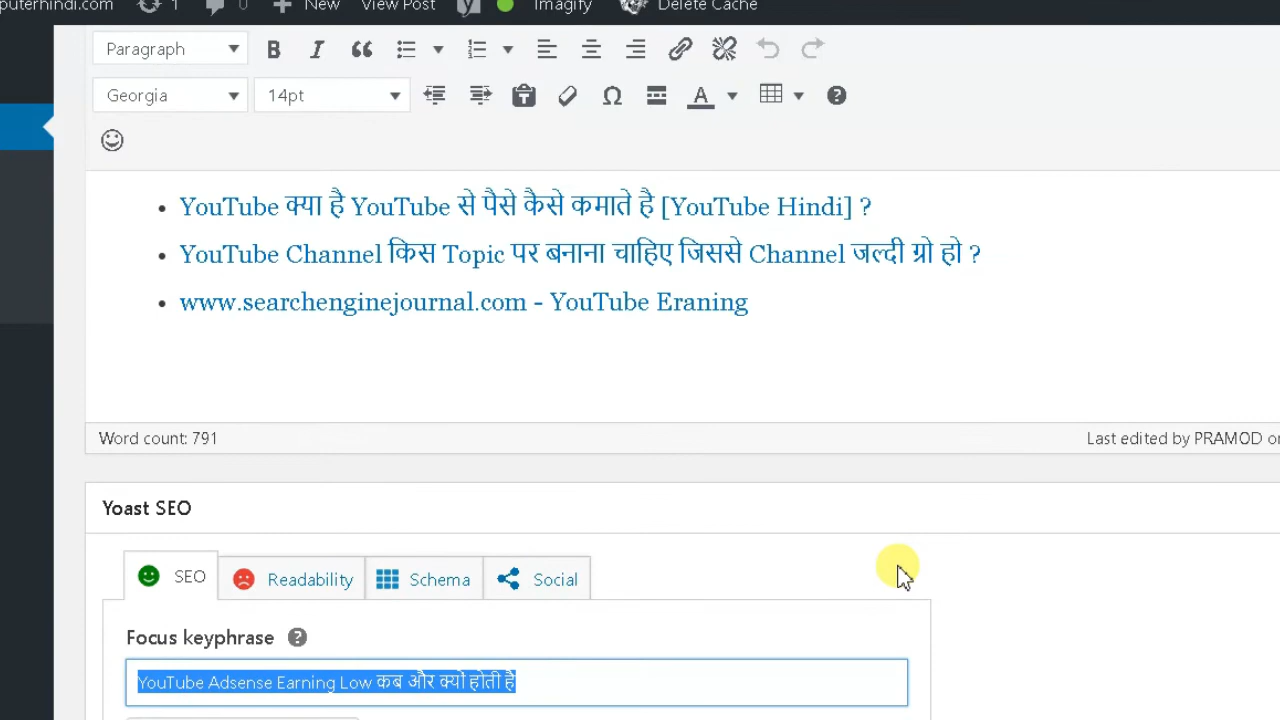 puterhindi.com 1 0 New View Post Imagify Delete Cache
Paragraph
Georgia 14pt
YouTube क्या है YouTube से पैसे कैसे कमाते है [YouTube Hindi] ?
YouTube Channel किस Topic पर बनाना चाहिए जिससे Channel जल्दी ग्रो हो ?
www.searchenginejournal.com - YouTube Eraning
Word count: 791 Last edited by PRAMOD
Yoast SEO
SEO Readability Schema Social
Focus keyphrase
YouTube Adsense Earning Low कब और क्यों होती है